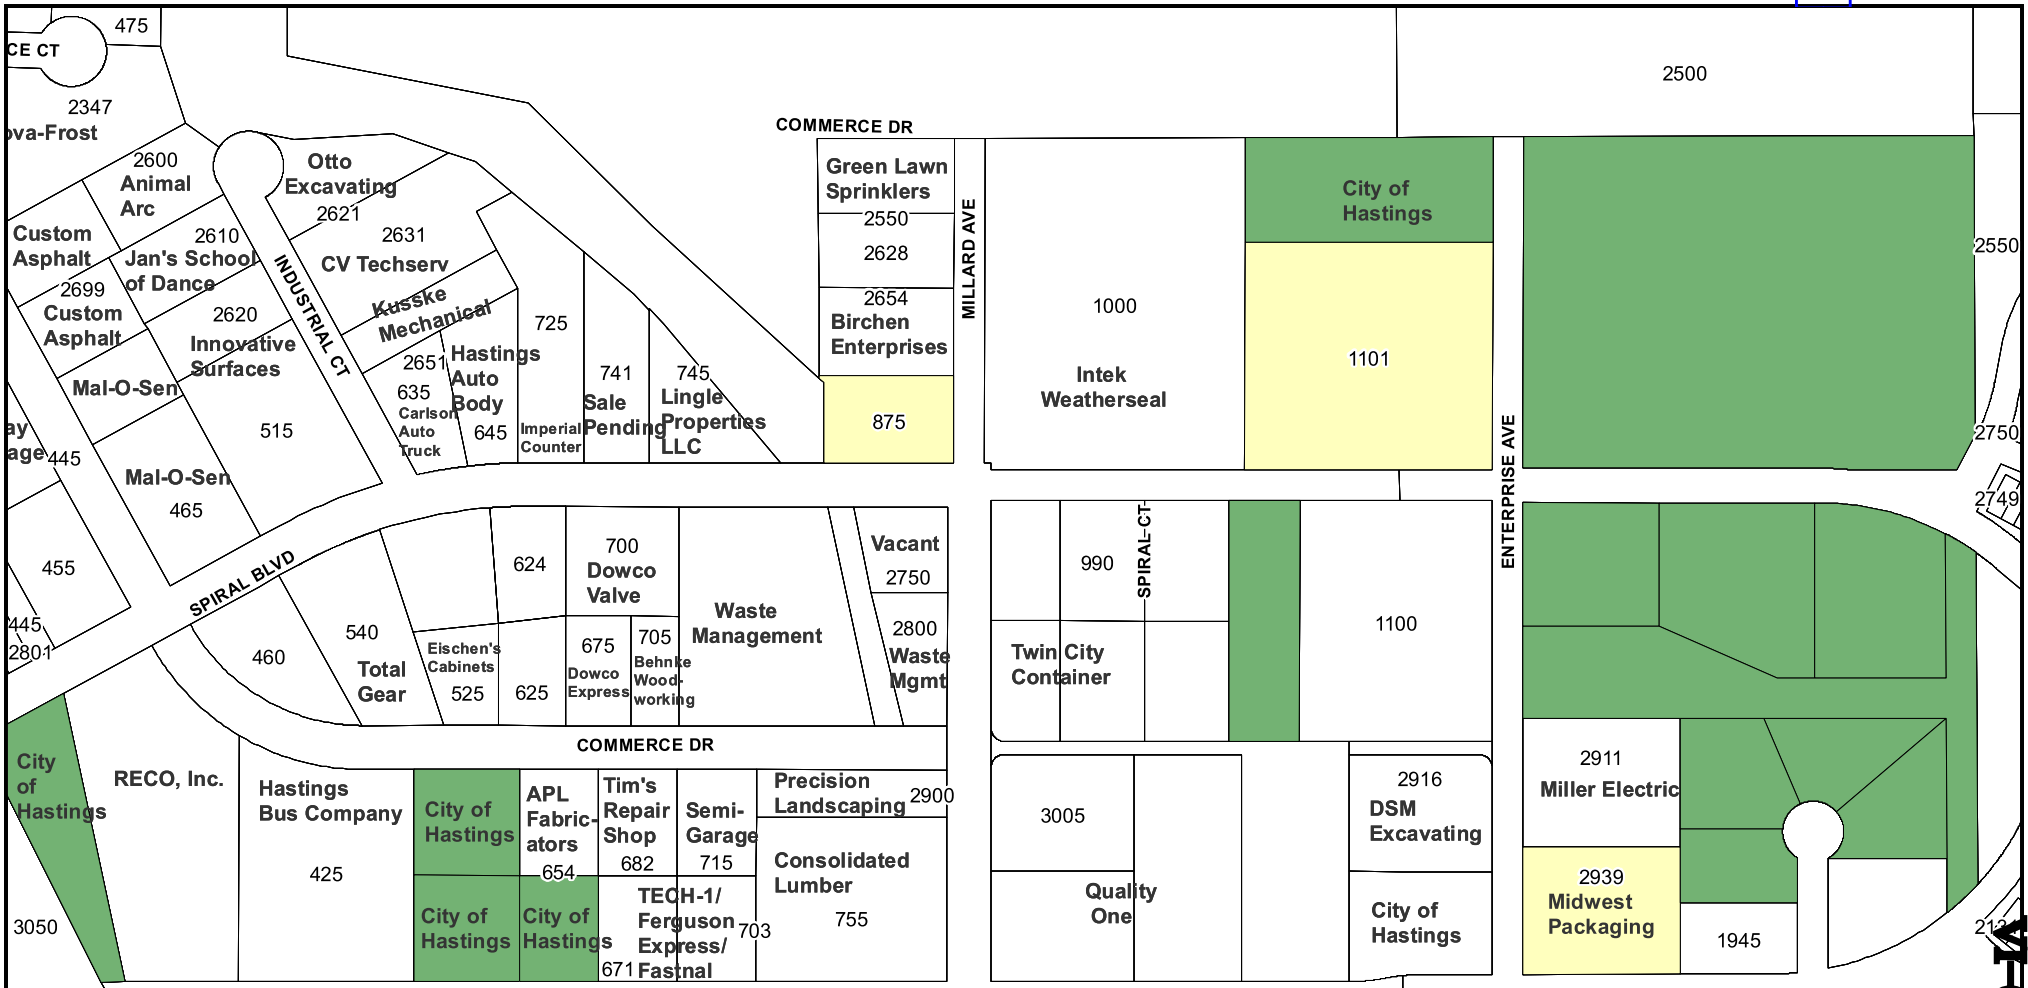 475
CE CT
2347
ova-Frost
2500
COMMERCE DR
2600
Animal
Arc
Otto
Excavating
2621
Green Lawn
Sprinklers
2550
2628
2654
Birchen
Enterprises
875
MILLARD AVE
City of
Hastings
Custom
Asphalt
2610
Jan's School
of Dance
2631
CV Techserv
2699
Custom
Asphalt
2620
Innovative
Surfaces
INDUSTRIAL CT
Kusske
Mechanical
725
Imperial
Counter
1000
Intek
Weatherseal
1101
2550
Mal-O-Sen
2651
635
Carlson
Auto
Truck
Hastings
Auto
Body
645
741
Sale
Pending
745
Lingle
Properties
LLC
ay
age
445
515
Mal-O-Sen
465
ENTERPRISE AVE
2750
2749
455
445
2801
SPIRAL BLVD
460
540
Total
Gear
624
700
Dowco
Valve
Waste
Management
Vacant
2750
2800
Waste
Mgmt
Eischen's
Cabinets
525
625
675
Dowco
Express
705
Behnke
Wood-
working
990
SPIRAL CT
Twin City
Container
1100
COMMERCE DR
City
of
Hastings
RECO, Inc.
Hastings
Bus Company
425
3050
City of
Hastings
APL
Fabric-
ators
654
Tim's
Repair
Shop
682
Semi-
Garage
715
Precision
Landscaping
2900
Consolidated
Lumber
755
City of
Hastings
City of
Hastings
TECH-1/
Ferguson
Express/
Fastnal
671
703
3005
Quality
One
2916
DSM
Excavating
City of
Hastings
2911
Miller Electric
2939
Midwest
Packaging
1945